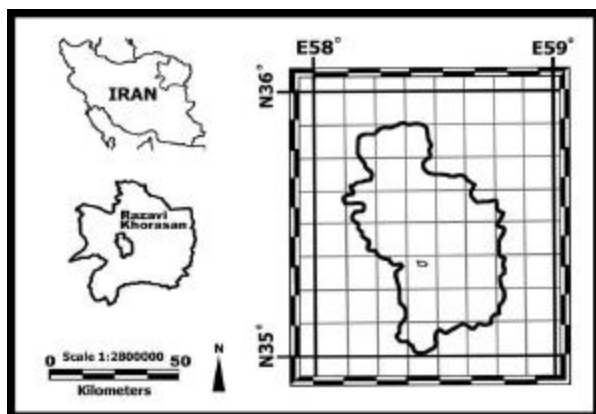 IRAN
Razavi
Khorasan
0 Scale 1:2800000 50
Kilometers
N
E58° E59°
N36°
N35°